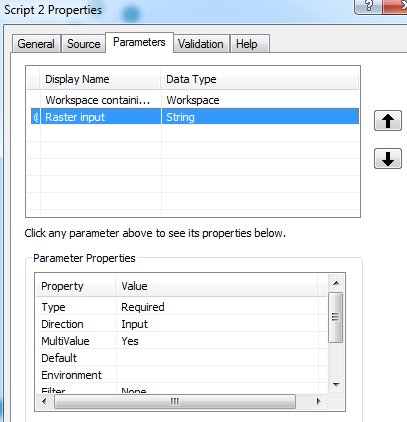 Script 2 Properties
General Source Parameters Validation Help
Display Name Data Type
Workspace containi... Workspace
Raster input String
Click any parameter above to see its properties below.
Parameter Properties
Property Value
Type Required
Direction Input
MultiValue Yes
Default
Environment
Filter None